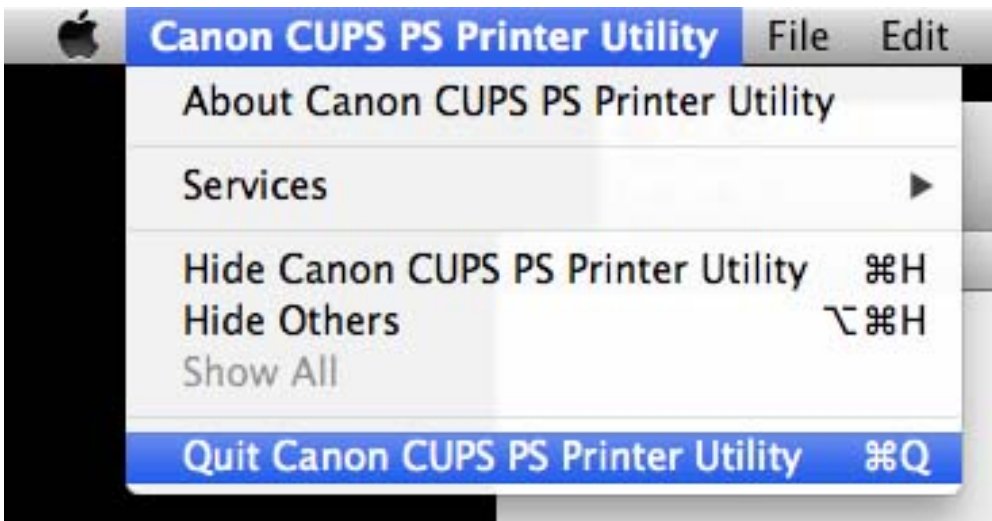 Canon CUPS PS Printer Utility File Edit
About Canon CUPS PS Printer Utility
Services
Hide Canon CUPS PS Printer Utility ⌘H
Hide Others ⌥⌘H
Show All
Quit Canon CUPS PS Printer Utility ⌘Q